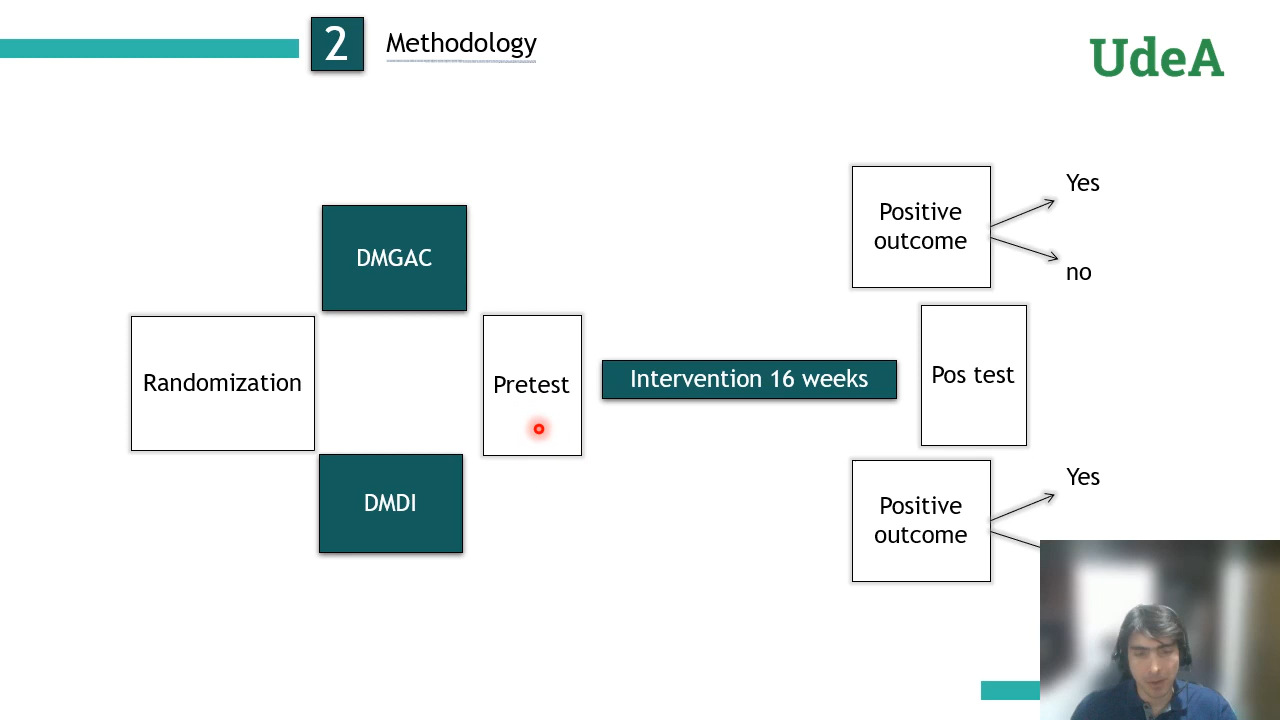 2
Methodology
UdeA
Positive
outcome
Yes
no
DMGAC
Randomization
Pretest
Intervention 16 weeks
Pos test
DMDI
Positive
outcome
Yes